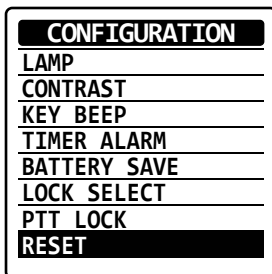 CONFIGURATION
LAMP
CONTRAST
KEY BEEP
TIMER ALARM
BATTERY SAVE
LOCK SELECT
PTT LOCK
RESET